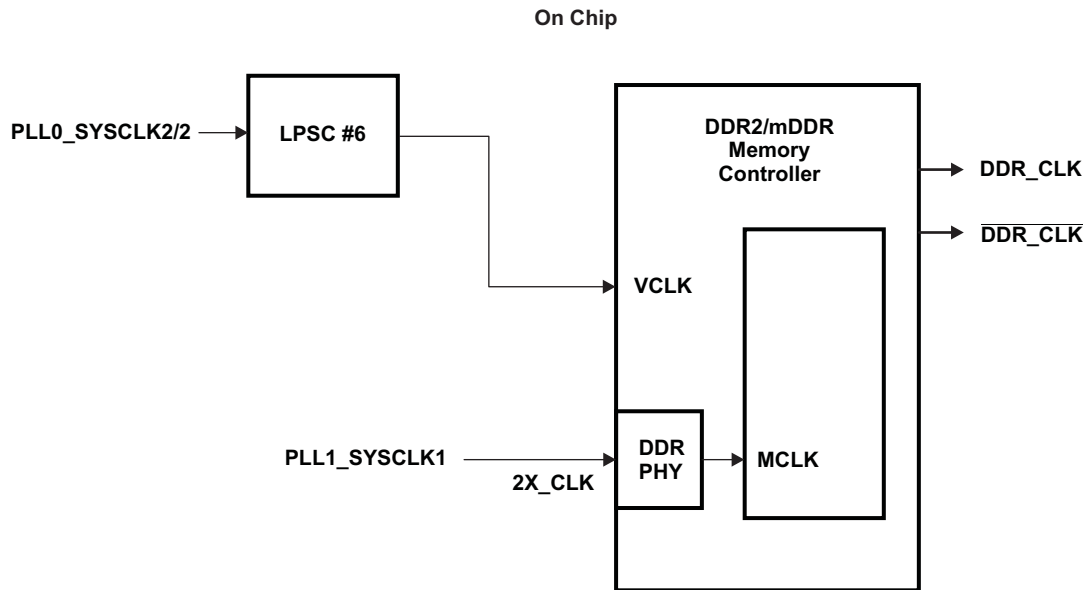 On Chip
PLL0_SYSCLK2/2
LPSC #6
DDR2/mDDR
Memory
Controller
DDR_CLK
DDR_CLK
VCLK
PLL1_SYSCLK1
2X_CLK
DDR
PHY
MCLK